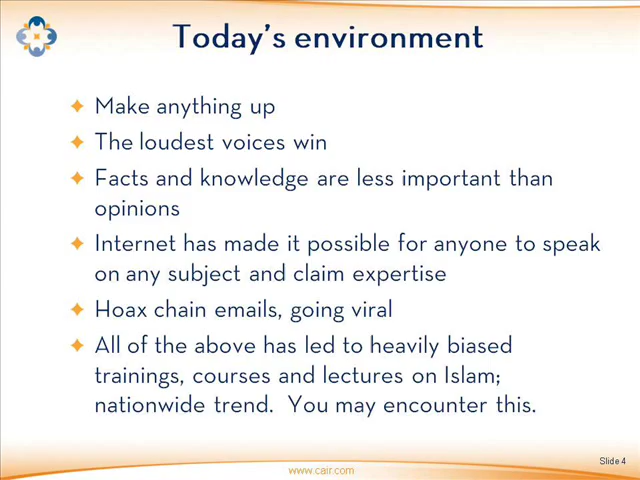 Today's environment
Make anything up
The loudest voices win
Facts and knowledge are less important than
opinions
Internet has made it possible for anyone to speak
on any subject and claim expertise
Hoax chain emails, going viral
All of the above has led to heavily biased
trainings, courses and lectures on Islam;
nationwide trend.  You may encounter this.
Slide 4
www.cair.com